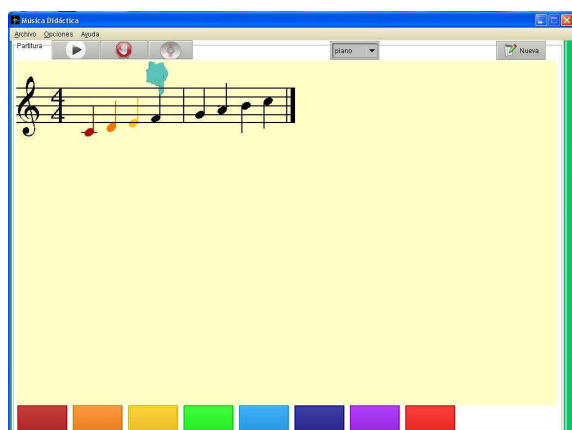 Música Didáctica
Archivo Opciones Ayuda
Partitura
piano
Nueva
4
4